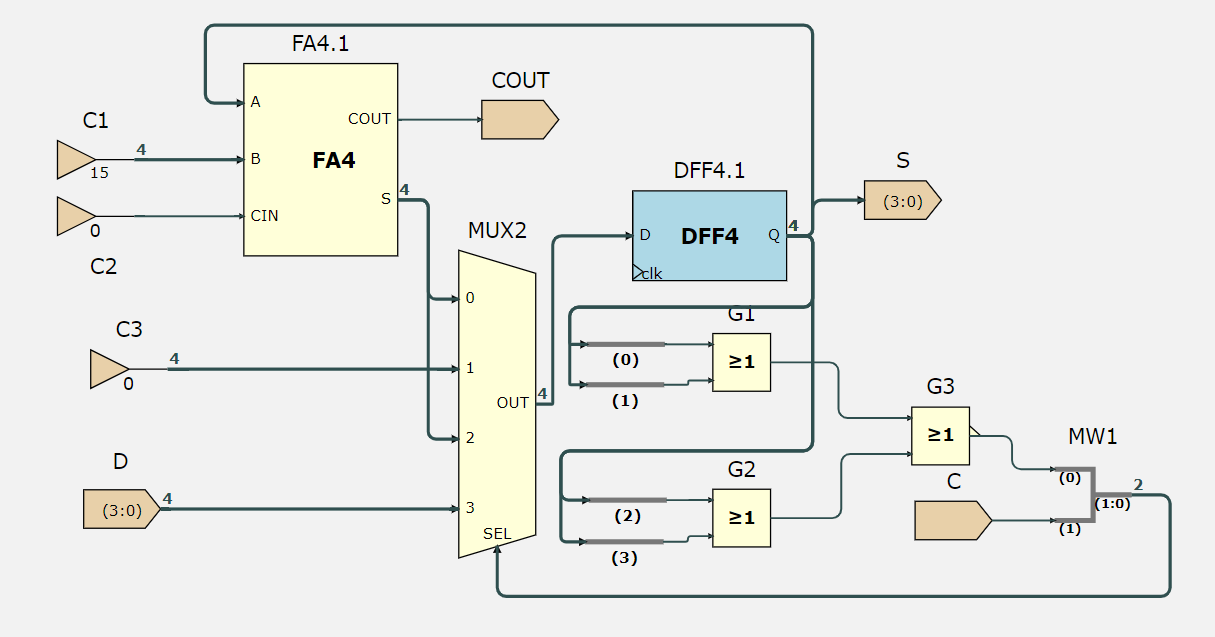 FA4.1
COUT
A
C1
COUT
4
B
FA4
15
DFF4.1
S
S
4
(3:0)
CIN
0
MUX2
D
DFF4
Q
4
C2
clk
0
G1
C3
4
(0)
≥1
0
1
G3
OUT
4
(1)
≥1
MW1
2
D
G2
(0)
C
2
4
(1:0)
(3:0)
3
(2)
≥1
(1)
SEL
(3)